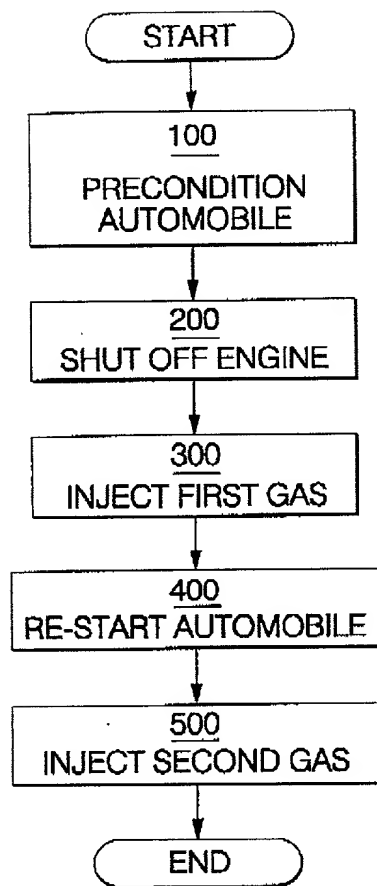 START
100
PRECONDITION
AUTOMOBILE
200
SHUT OFF ENGINE
300
INJECT FIRST GAS
400
RE-START AUTOMOBILE
500
INJECT SECOND GAS
END